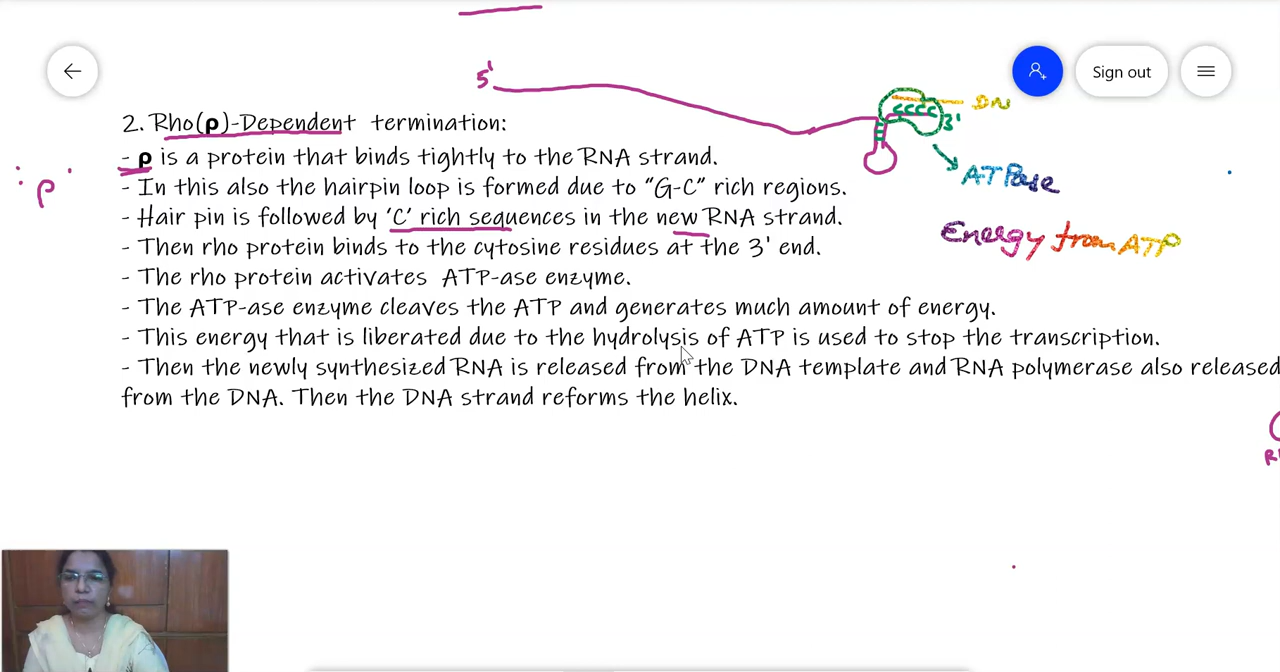 5'
Sign out
DN
3'
2. Rho(ρ)-Dependent termination:
- ρ is a protein that binds tightly to the RNA strand.
ATPase
ρ
- In this also the hairpin loop is formed due to “G-C” rich regions.
- Hair pin is followed by ‘C’ rich sequences in the new RNA strand.
Energy from ATP
- Then rho protein binds to the cytosine residues at the 3' end.
- The rho protein activates ATP-ase enzyme.
- The ATP-ase enzyme cleaves the ATP and generates much amount of energy.
- This energy that is liberated due to the hydrolysis of ATP is used to stop the transcription.
- Then the newly synthesized RNA is released from the DNA template and RNA polymerase also released
from the DNA. Then the DNA strand reforms the helix.